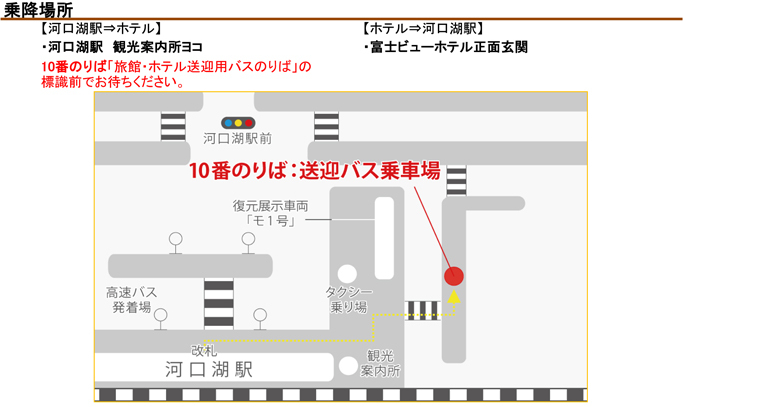 乗降場所
【河口湖駅⇒ホテル】
・河口湖駅　観光案内所ヨコ
10番のりば「旅館・ホテル送迎用バスのりば」の
標識前でお待ちください。
【ホテル⇒河口湖駅】
・富士ビューホテル正面玄関
河口湖駅前
10番のりば：送迎バス乗車場
復元展示車両
「モ1号」
高速バス
発着場
タクシー
乗り場
改札
河口湖駅
観光
案内所